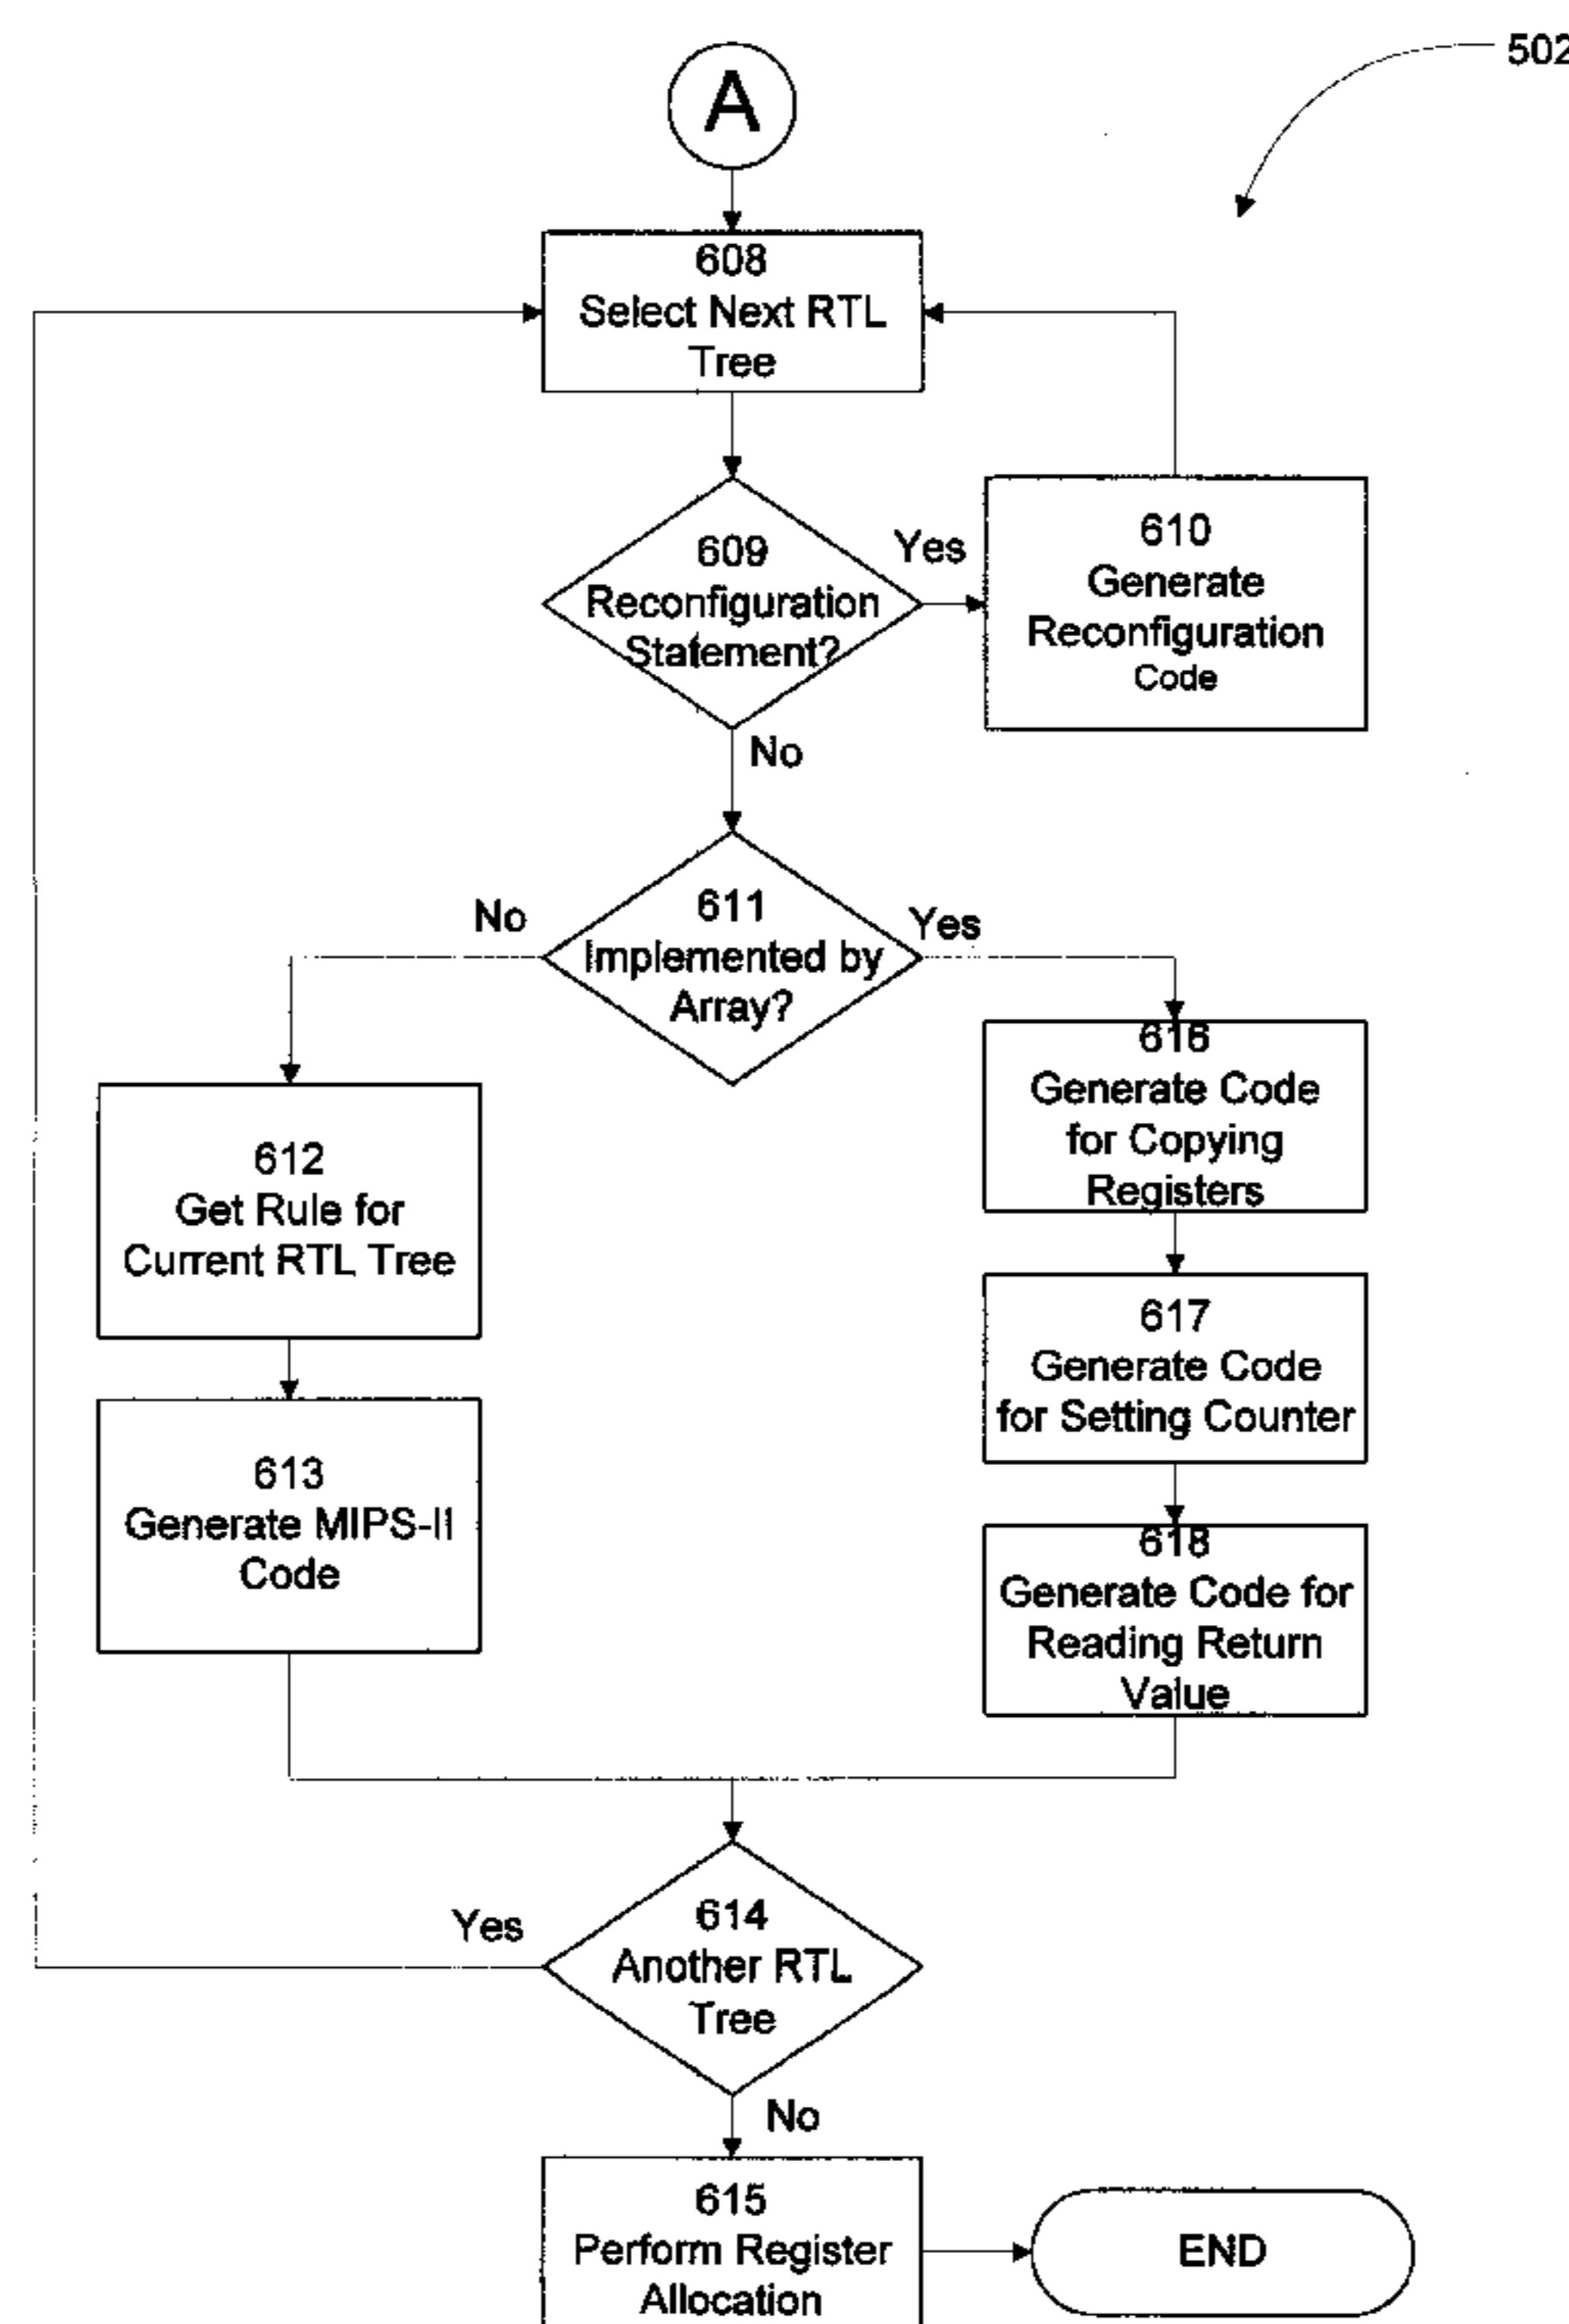 502
A
608
Select Next RTL
Tree
609
Reconfiguration
Statement?
Yes
610
Generate
Reconfiguration
Code
No
611
Implemented by
Array?
No
Yes
612
Get Rule for
Current RTL Tree
613
Generate MIPS-II
Code
616
Generate Code
for Copying
Registers
617
Generate Code
for Setting Counter
618
Generate Code for
Reading Return
Value
614
Another RTL
Tree
Yes
No
615
Perform Register
Allocation
END